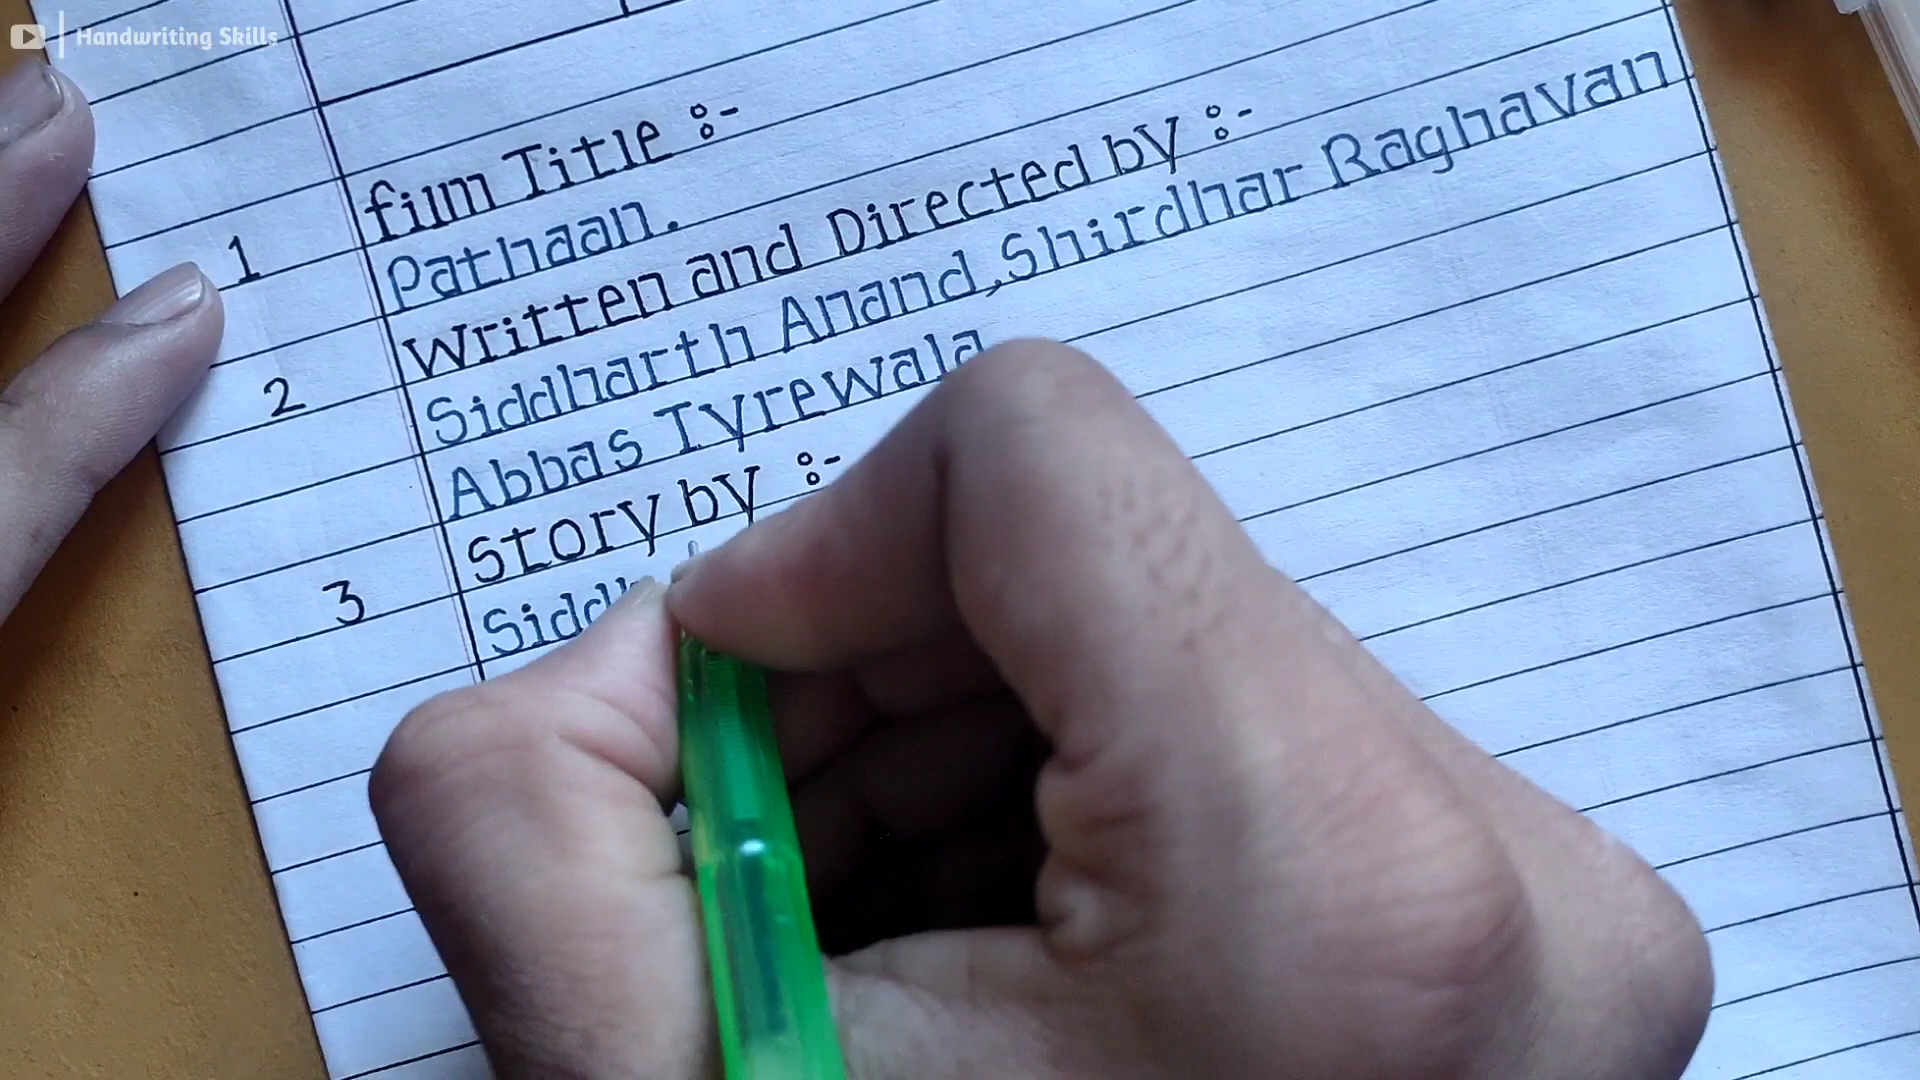 Handwriting Skills
film Title :-
1 Pathaan.
Written and Directed by :-
2 Siddharth Anand, Shirdhar Raghavan
Abbas Tyrewala
Story by :-
3